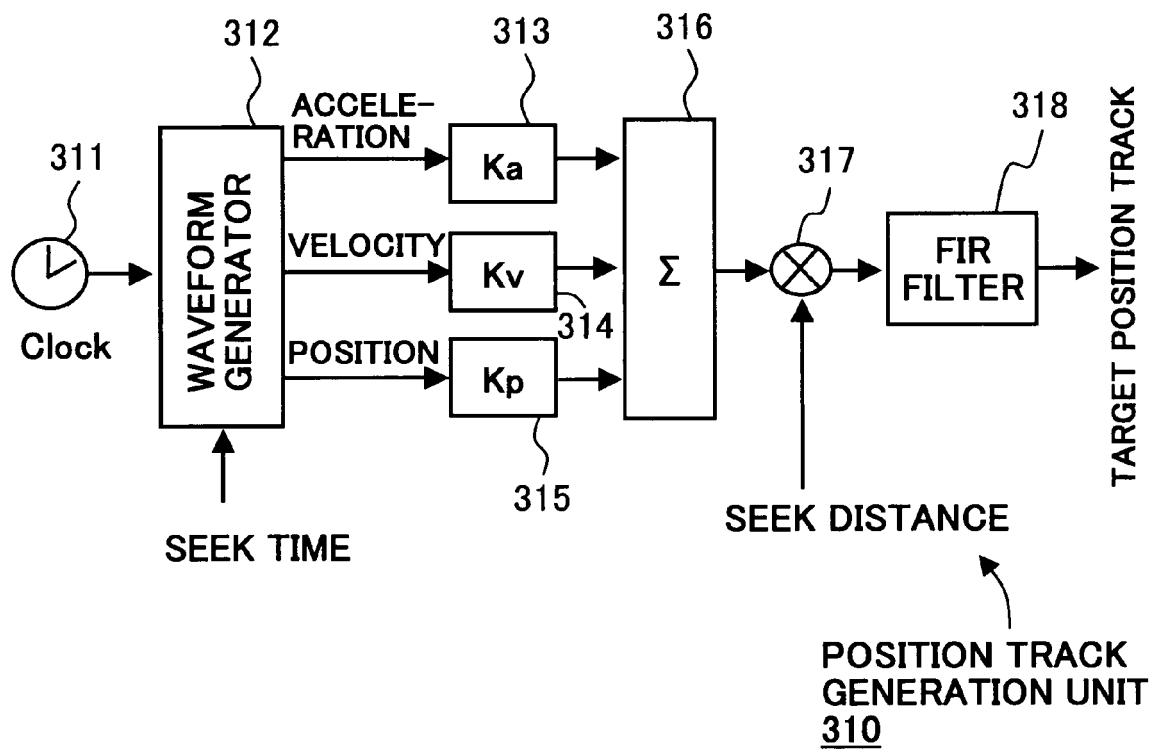 312
313
316
318
311
317
ACCELE-
RATION
Ka
WAVEFORM
GENERATOR
VELOCITY
Kv
314
Σ
FIR
FILTER
TARGET POSITION TRACK
Clock
POSITION
Kp
315
SEEK TIME
SEEK DISTANCE
POSITION TRACK
GENERATION UNIT
310